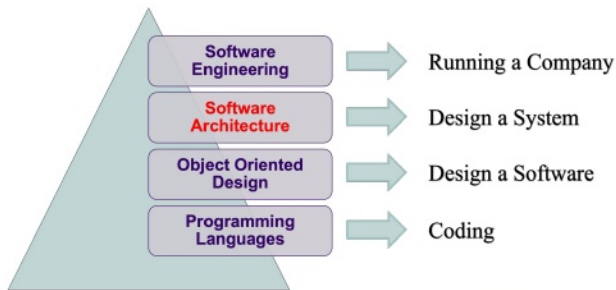 Software
Engineering
Running a Company
Software
Architecture
Design a System
Object Oriented
Design
Design a Software
Programming
Languages
Coding